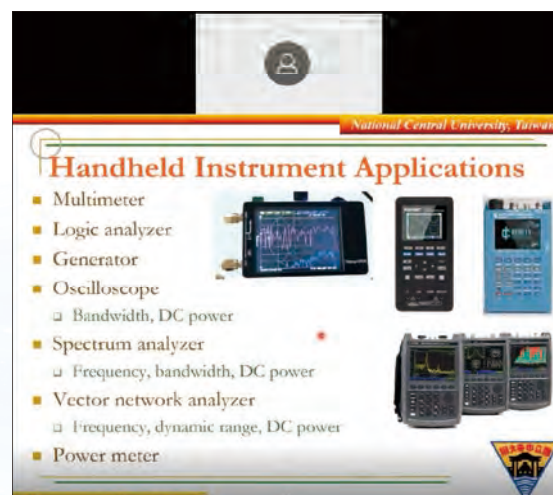 National Central University, Taiwan
Handheld Instrument Applications
Multimeter
Logic analyzer
Generator
Oscilloscope
Bandwidth, DC power
Spectrum analyzer
Frequency, bandwidth, DC power
Vector network analyzer
Frequency, dynamic range, DC power
Power meter